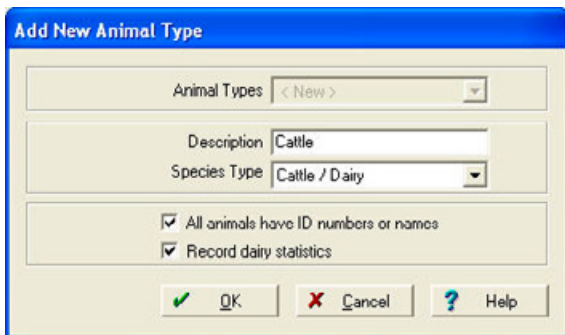 Add New Animal Type
Animal Types < New >
Description Cattle
Species Type Cattle / Dairy
All animals have ID numbers or names
Record dairy statistics
OK Cancel ? Help